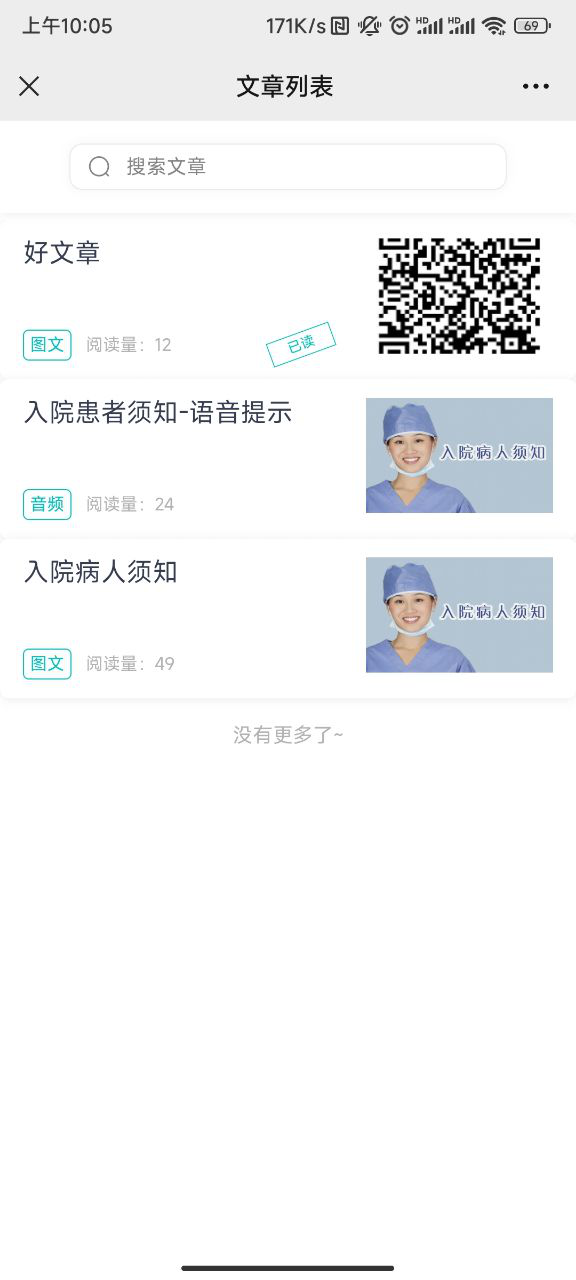 上午10:05 171K/s HD HD 69
文章列表
搜索文章
好文章
图文 阅读量：12 已读
入院患者须知-语音提示
入院病人须知
音频 阅读量：24
入院病人须知
入院病人须知
图文 阅读量：49
没有更多了~